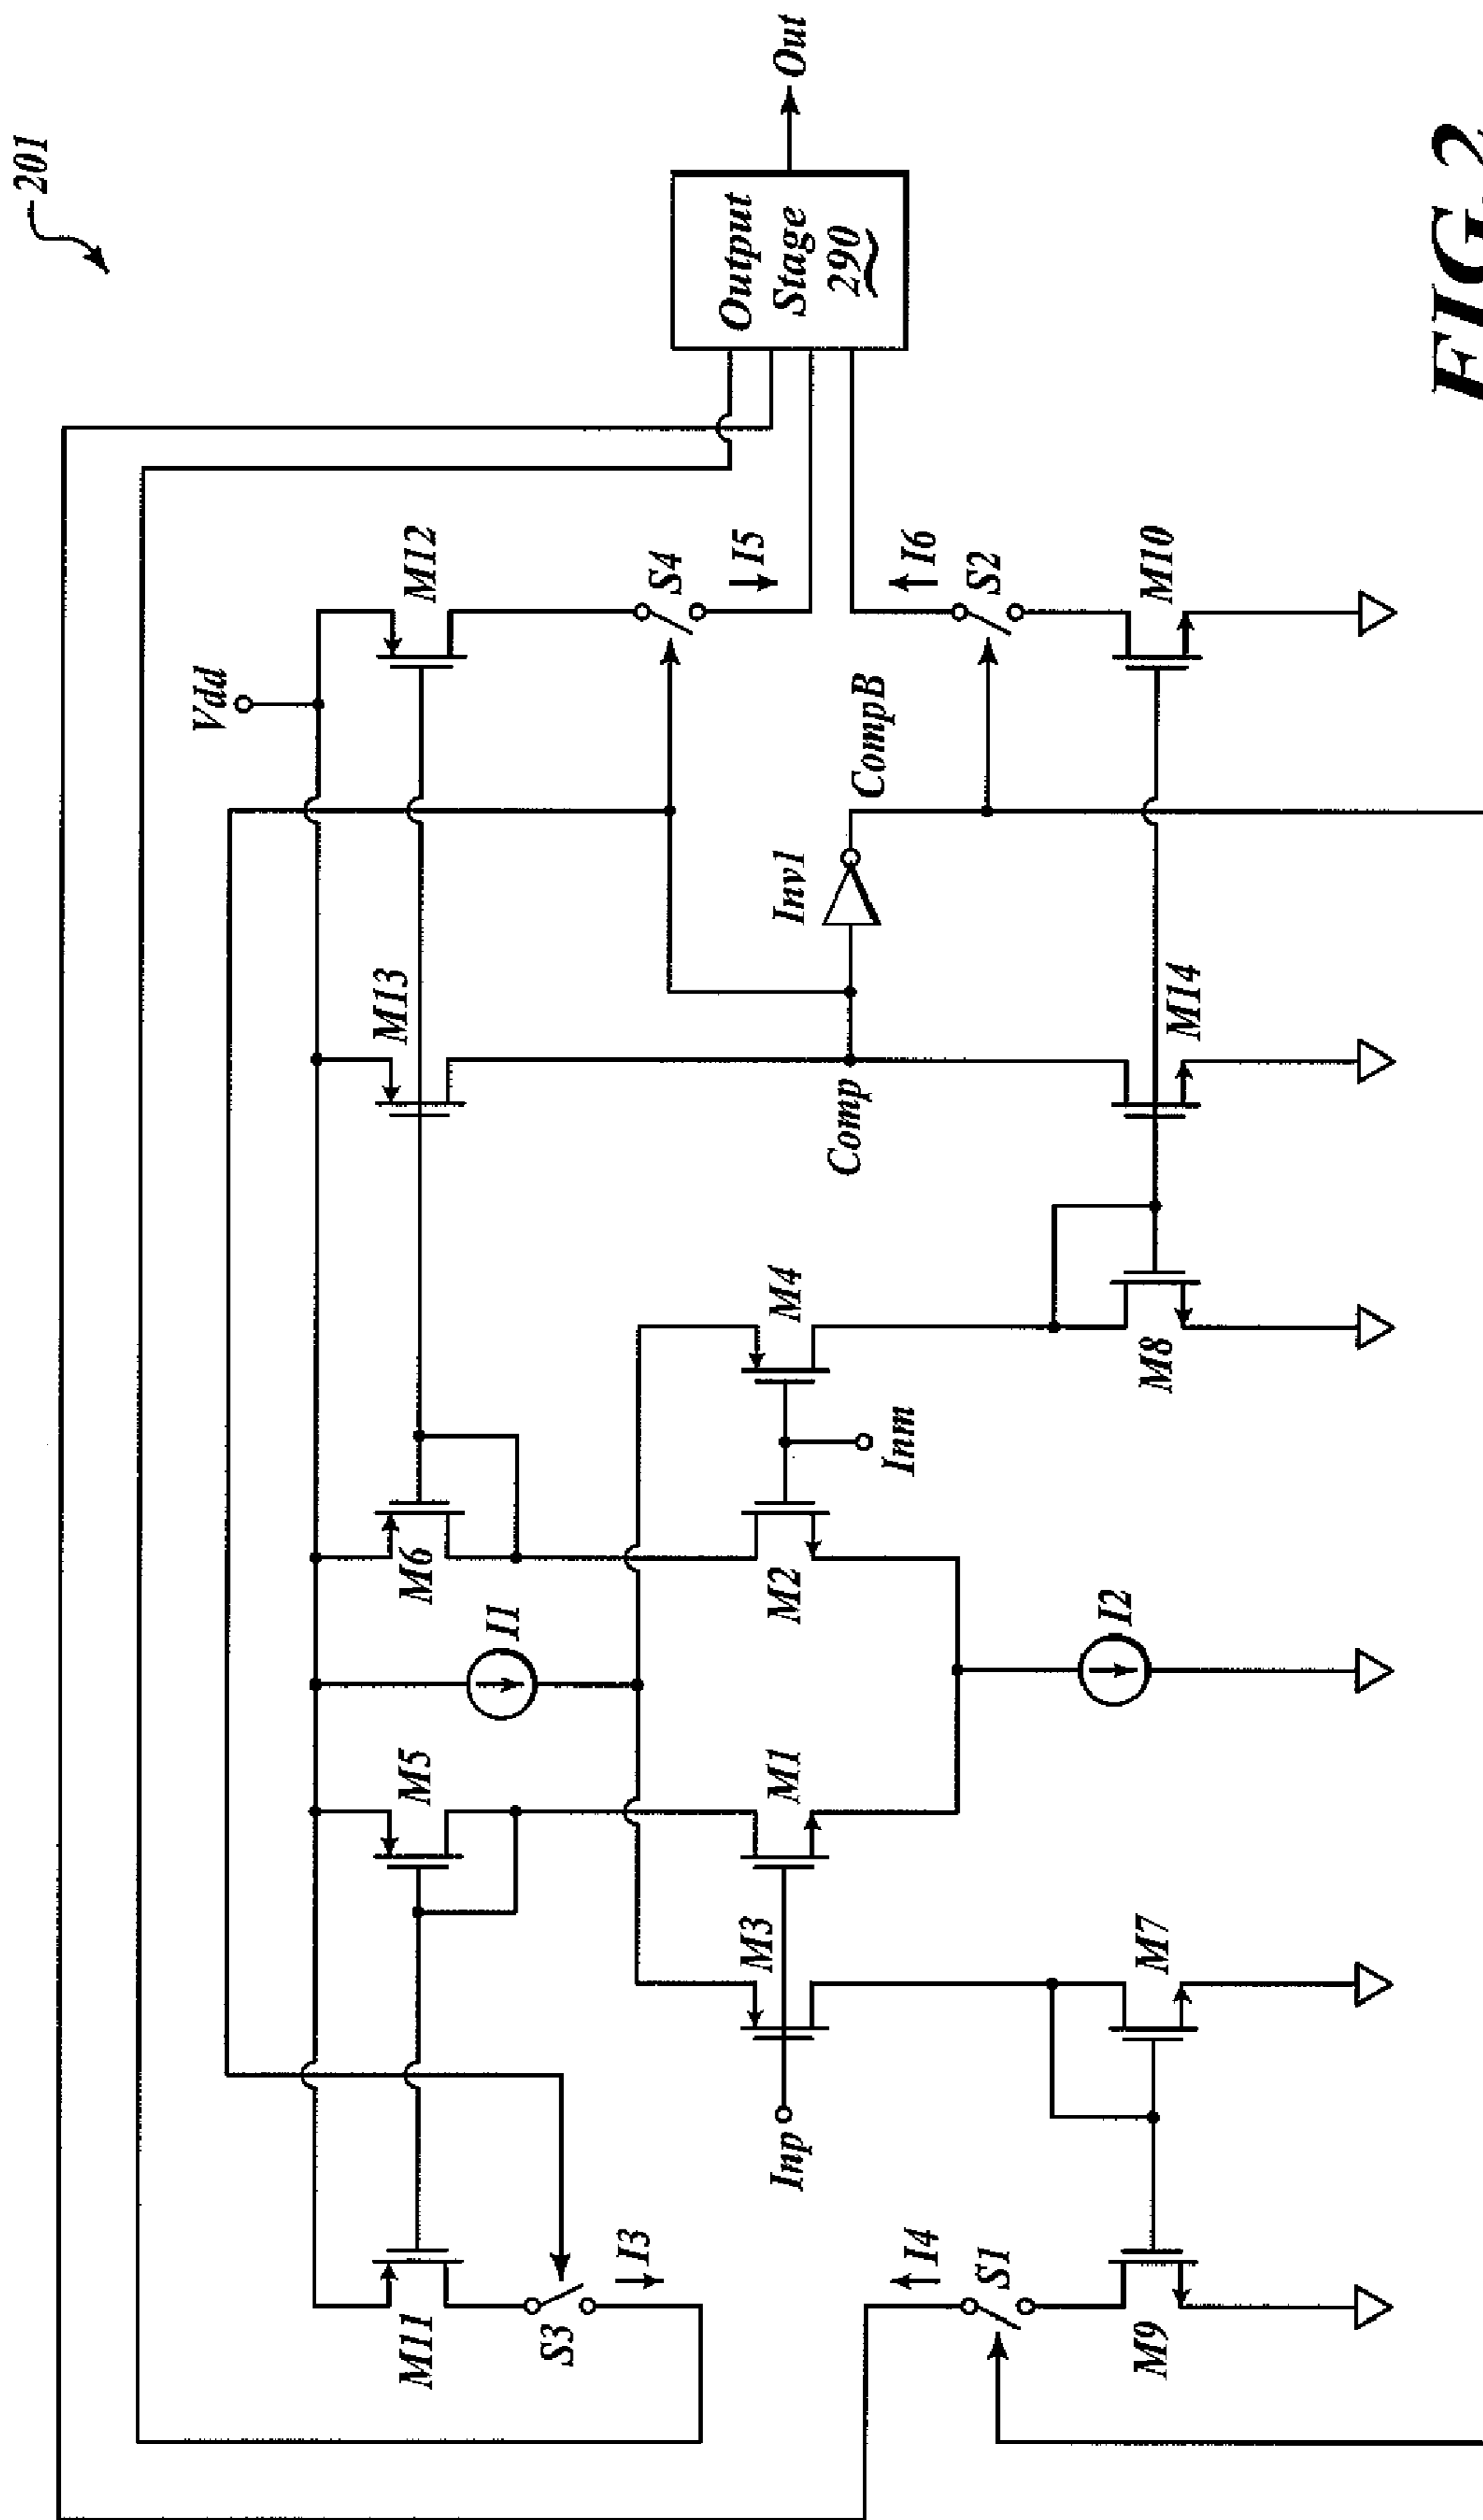 201
Vdd
M12
M13
M6
I1
M5
M11
S4
I5
Output
Stage
290
Out
S3
I3
Inv1
CompB
Comp
M4
M2
Inm
M1
M3
Inp
I6
S2
M10
M14
M8
I2
M7
I4
S1
M9
FIG.2